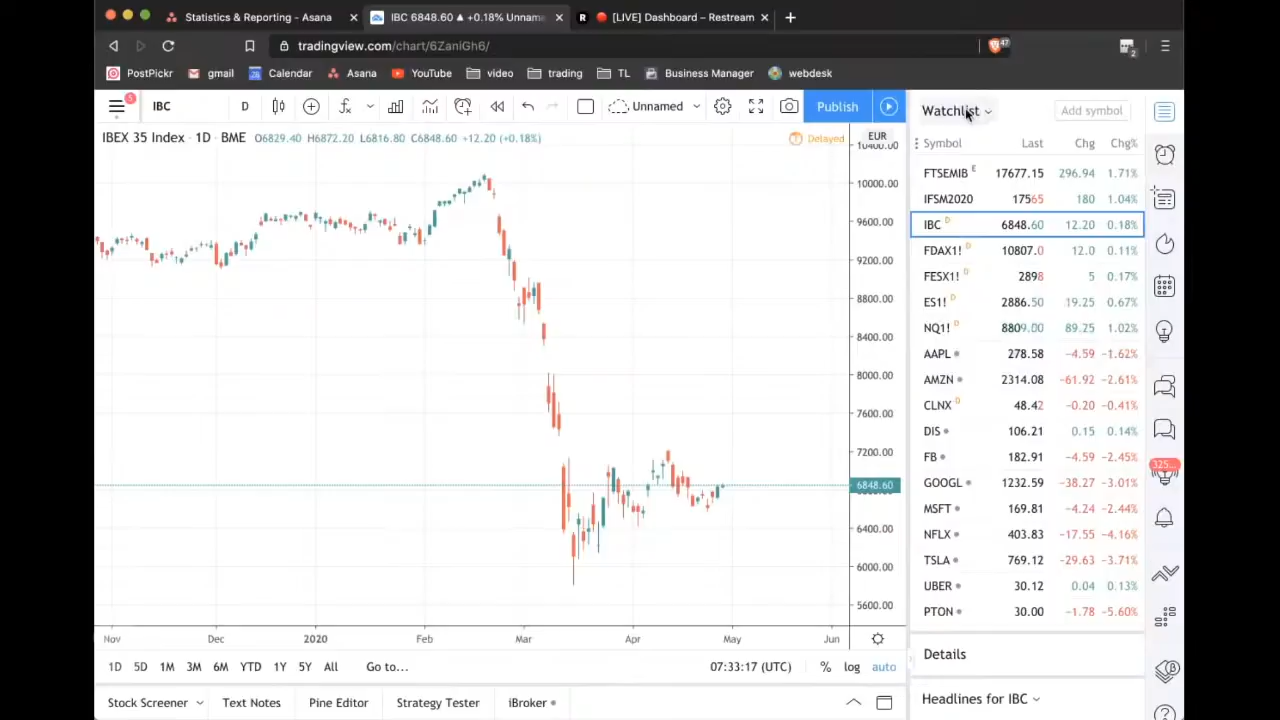 Statistics & Reporting - Asana
IBC 6848.60 ▲ +0.18% Unnam
R [LIVE] Dashboard – Restream
tradingview.com/chart/6ZaniGh6/
47
2
PostPickr gmail Calendar Asana YouTube video trading TL Business Manager webdesk
5
IBC D Unnamed Publish
IBEX 35 Index · 1D · BME O6829.40 H6872.20 L6816.80 C6848.60 +12.20 (+0.18%)
Delayed
EUR
10400.00
10000.00
9600.00
9200.00
8800.00
8400.00
8000.00
7600.00
7200.00
6848.60
6400.00
6000.00
5600.00
Nov Dec 2020 Feb Mar Apr May Jun
1D 5D 1M 3M 6M YTD 1Y 5Y All Go to... 07:33:17 (UTC) % log auto
Stock Screener Text Notes Pine Editor Strategy Tester iBroker
Watchlist Add symbol
Symbol Last Chg Chg%
FTSEMIB E 17677.15 296.94 1.71%
IFSM2020 17565 180 1.04%
IBC D 6848.60 12.20 0.18%
FDAX1! D 10807.0 12.0 0.11%
FESX1! D 2898 5 0.17%
ES1! D 2886.50 19.25 0.67%
NQ1! D 8809.00 89.25 1.02%
AAPL 278.58 −4.59 −1.62%
AMZN 2314.08 −61.92 −2.61%
CLNX D 48.42 −0.20 −0.41%
DIS 106.21 0.15 0.14%
FB 182.91 −4.59 −2.45%
GOOGL 1232.59 −38.27 −3.01%
MSFT 169.81 −4.24 −2.44%
NFLX 403.83 −17.55 −4.16%
TSLA 769.12 −29.63 −3.71%
UBER 30.12 0.04 0.13%
PTON 30.00 −1.78 −5.60%
Details
Headlines for IBC
325...